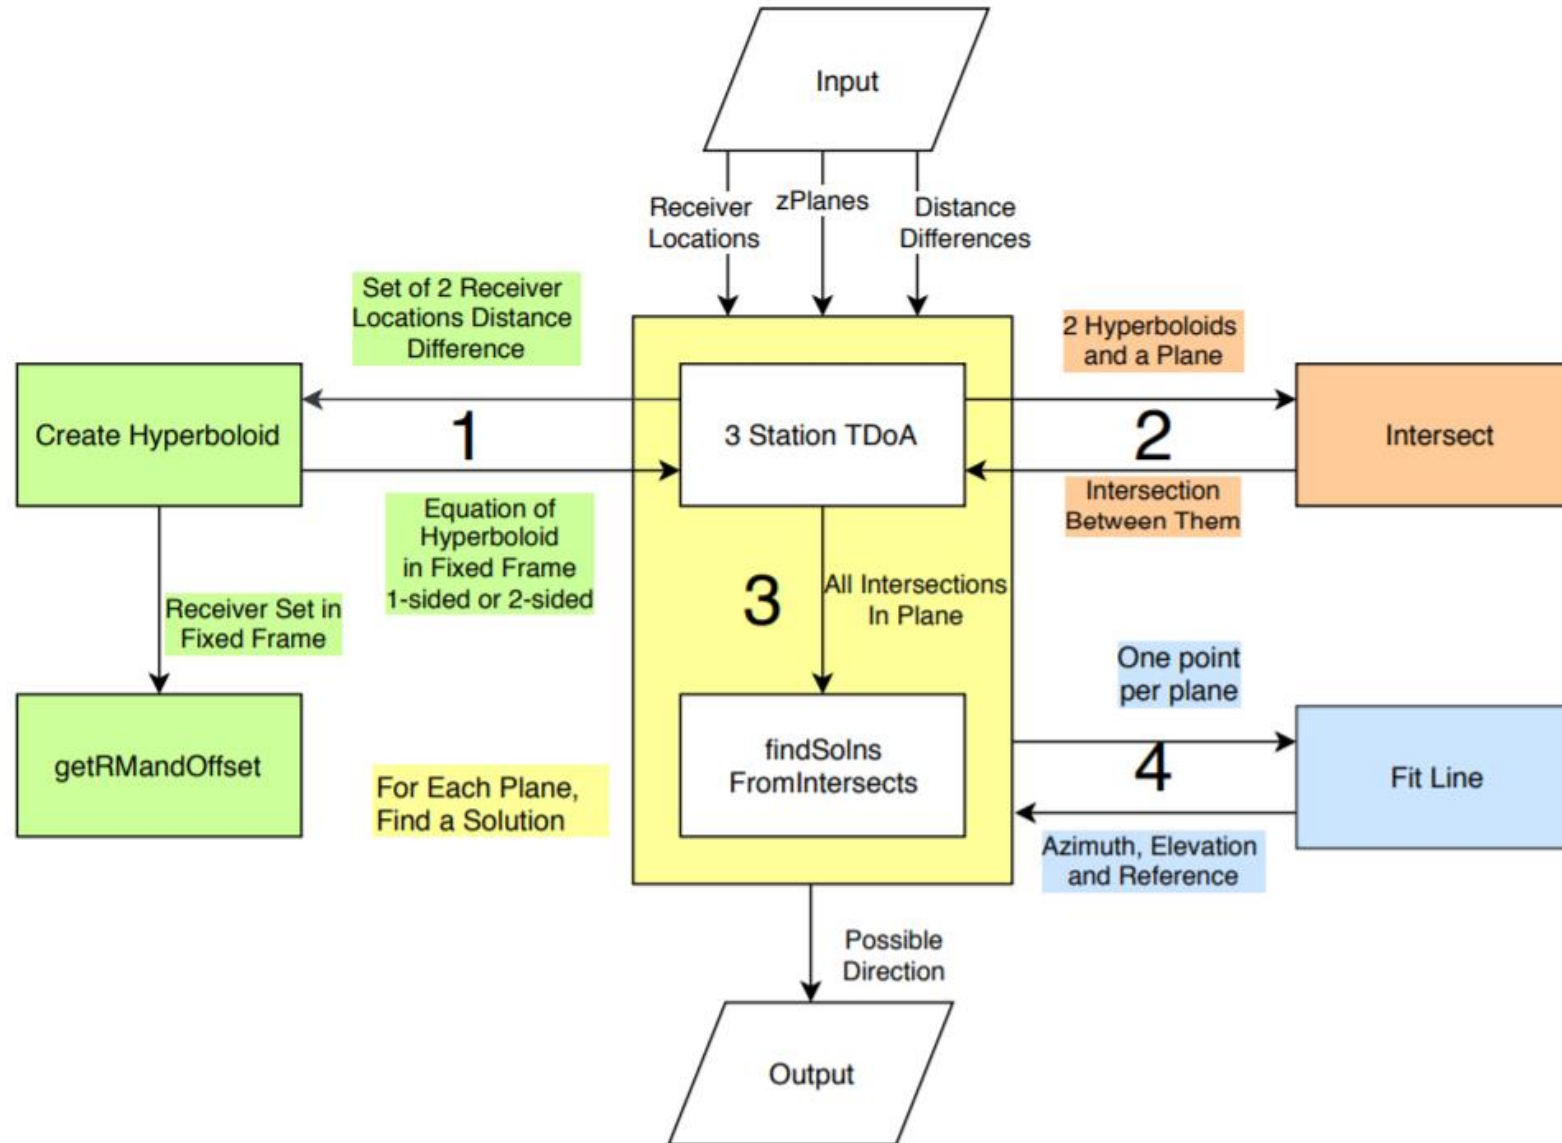 Input
Receiver
Locations
zPlanes
Distance
Differences
Set of 2 Receiver
Locations Distance
Difference
2 Hyperboloids
and a Plane
Create Hyperboloid
1
3 Station TDoA
2
Intersect
Equation of
Hyperboloid
in Fixed Frame
1-sided or 2-sided
Intersection
Between Them
Receiver Set in
Fixed Frame
3
All Intersections
In Plane
One point
per plane
getRMandOffset
For Each Plane,
Find a Solution
findSolns
FromIntersects
4
Fit Line
Azimuth, Elevation
and Reference
Possible
Direction
Output